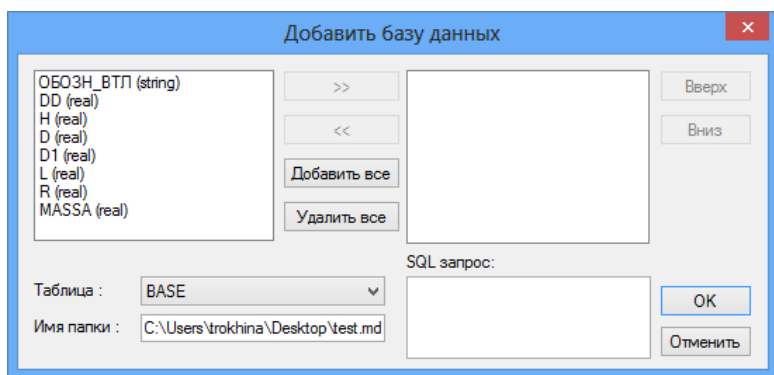 Добавить базу данных
ОБОЗН_ВТЛ (string)
DD (real)
H (real)
D (real)
D1 (real)
L (real)
R (real)
MASSA (real)
>>
<<
Добавить все
Удалить все
Вверх
Вниз
SQL запрос:
Таблица :
BASE
Имя папки :
C:\Users\trokhina\Desktop\test.md
OK
Отменить